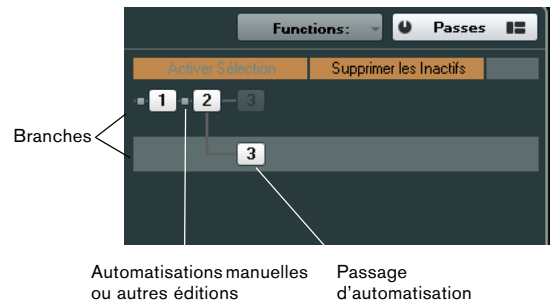 Functions: Passes
Activer Sélection Supprimer les Inactifs
1 2 3
Branches
3
Automatisations manuelles
ou autres éditions
Passage
d'automatisation